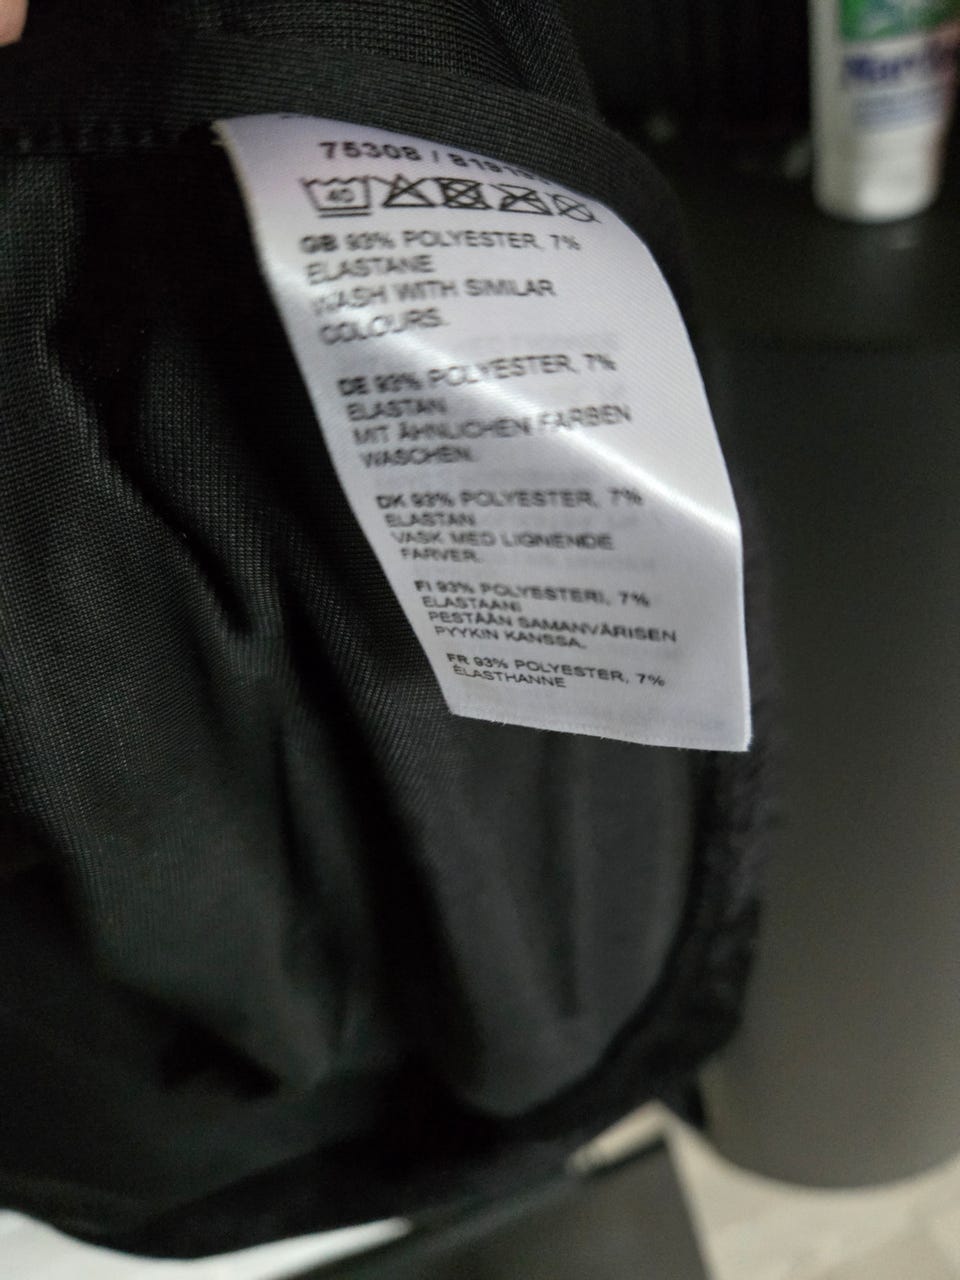 75308 /
40
GB 93% POLYESTER, 7%
ELASTANE
WASH WITH SIMILAR
COLOURS.
DE 93% POLYESTER, 7%
ELASTAN
MIT ÄHNLICHEN FARBEN
WASCHEN.
DK 93% POLYESTER, 7%
ELASTAN
VASK MED LIGNENDE
FARVER.
FI 93% POLYESTERI, 7%
ELASTAANI
PESTÄÄN SAMANVÄRISEN
PYYKIN KANSSA.
FR 93% POLYESTER, 7%
ÉLASTHANNE